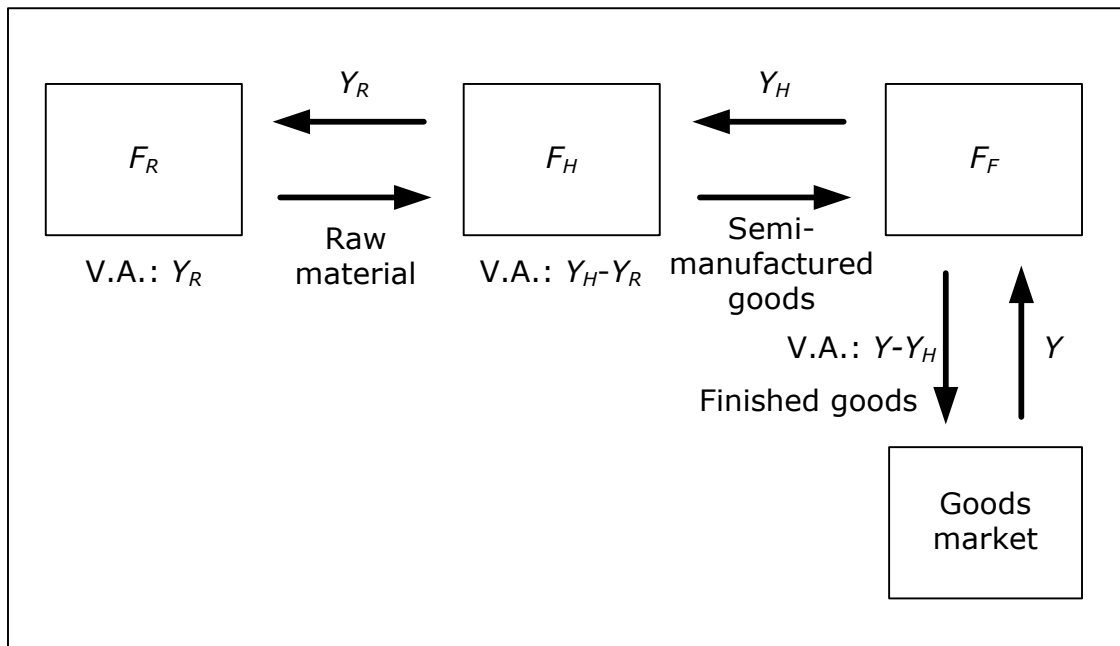 Y_R
Y_H
F_R
F_H
F_F
Raw
material
Semi-
manufactured
goods
V.A.: Y_R
V.A.: Y_H-Y_R
V.A.: Y-Y_H
Y
Finished goods
Goods
market